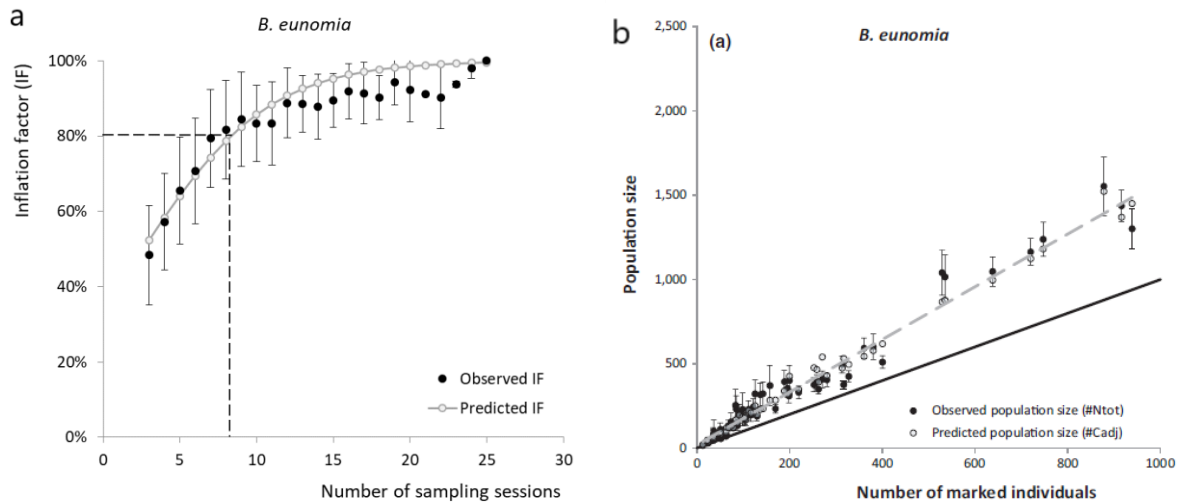 a
B. eunomia
Inflation factor (IF)
100%
80%
60%
40%
20%
0%
Observed IF
Predicted IF
0
5
10
15
20
25
30
Number of sampling sessions
b
(a)
B. eunomia
Population size
2,500
2,000
1,500
1,000
500
0
Observed population size (#Ntot)
Predicted population size (#Cadj)
0
200
400
600
800
1000
Number of marked individuals